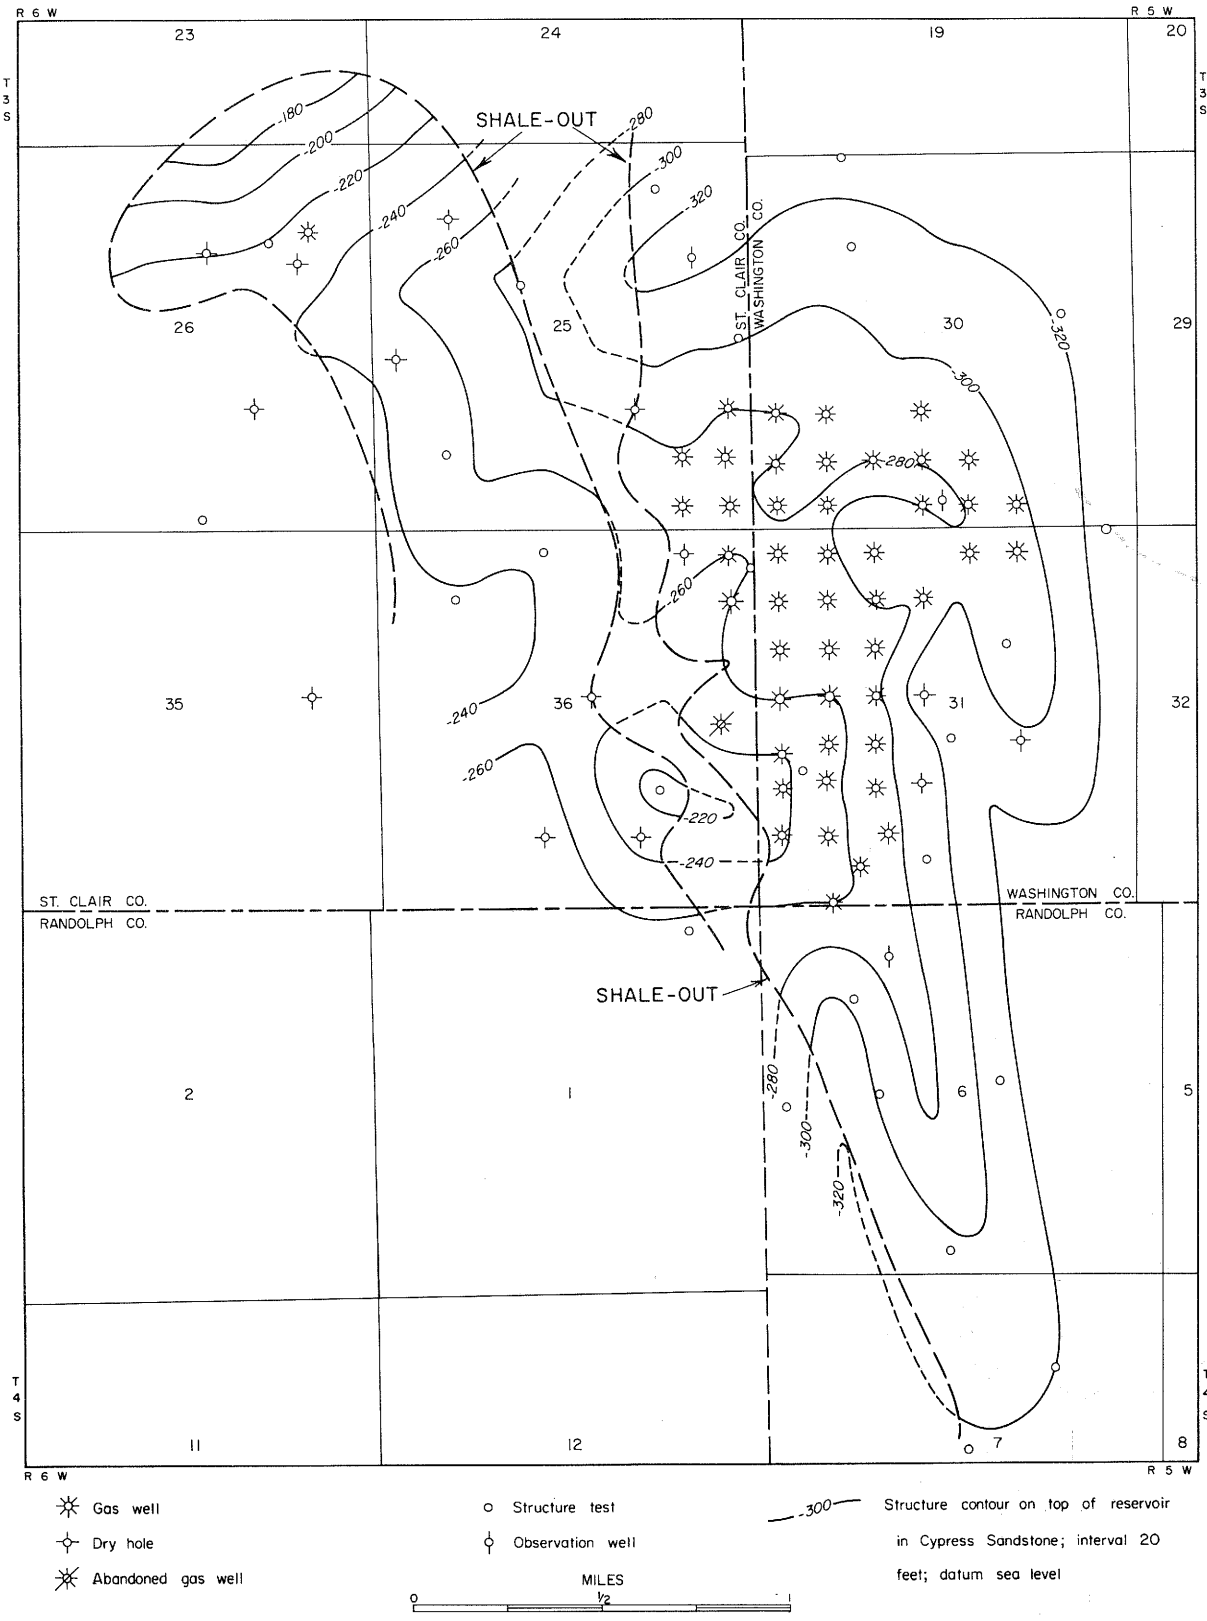 R 6 W
R 5 W
23
24
19
20
T 3 S
T 3 S
-180
SHALE-OUT
-280
-200
-300
-220
-320
-240
-260
ST. CLAIR CO.
WASHINGTON CO.
26
25
30
29
-320
-300
-280
-260
35
36
31
32
-240
-260
-220
-240
ST. CLAIR CO.
RANDOLPH CO.
WASHINGTON CO.
RANDOLPH CO.
SHALE-OUT
2
1
-280
6
5
-300
-320
T 4 S
T 4 S
11
12
7
8
R 6 W
R 5 W
Gas well
Dry hole
Abandoned gas well
Structure test
Observation well
-300
Structure contour on top of reservoir
in Cypress Sandstone; interval 20
feet; datum sea level
MILES
0
1/2
1